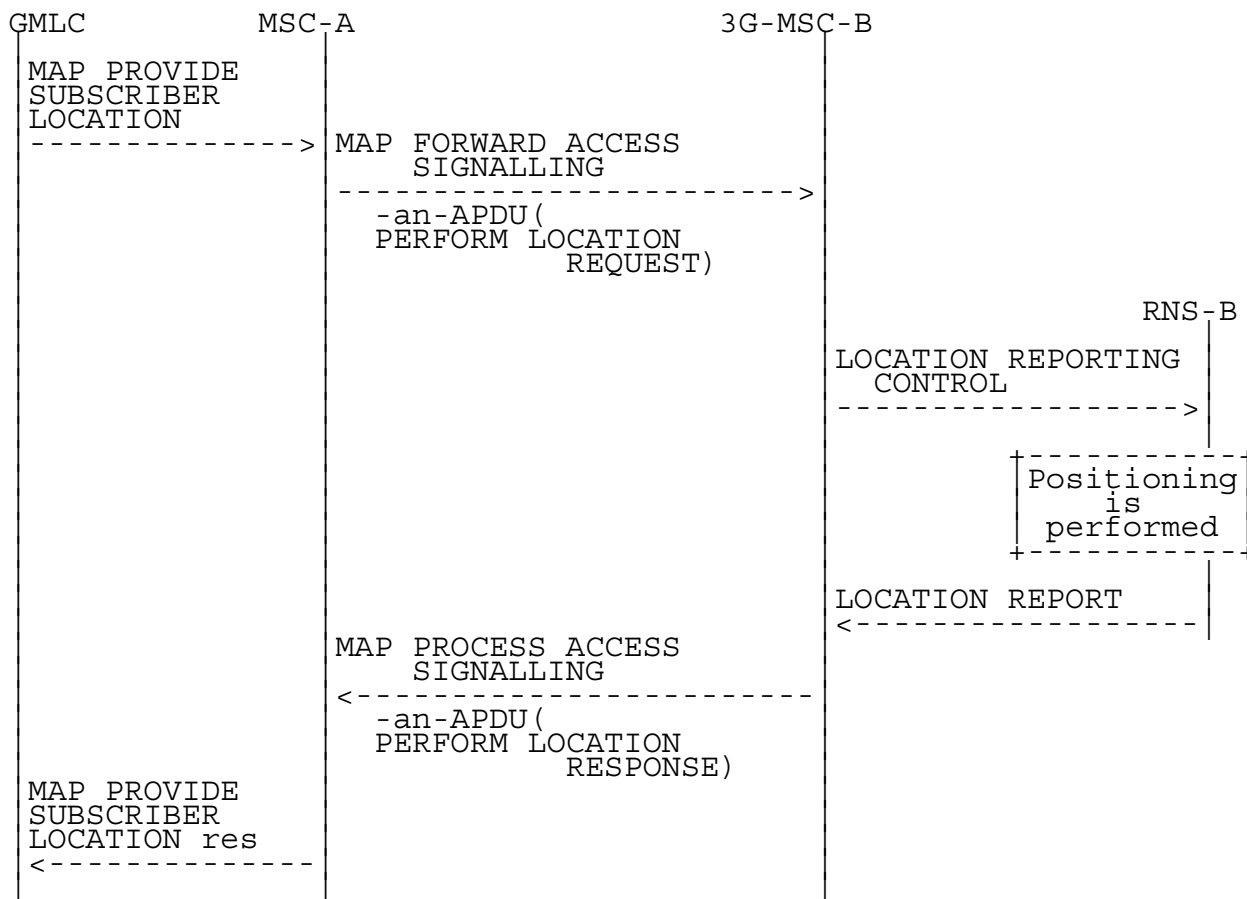 GMLC MSC-A 3G-MSC-B
MAP PROVIDE
SUBSCRIBER
LOCATION
MAP FORWARD ACCESS
SIGNALLING
-an-APDU(
PERFORM LOCATION
REQUEST)
RNS-B
LOCATION REPORTING
CONTROL
Positioning
is
performed
LOCATION REPORT
MAP PROCESS ACCESS
SIGNALLING
-an-APDU(
PERFORM LOCATION
RESPONSE)
MAP PROVIDE
SUBSCRIBER
LOCATION res